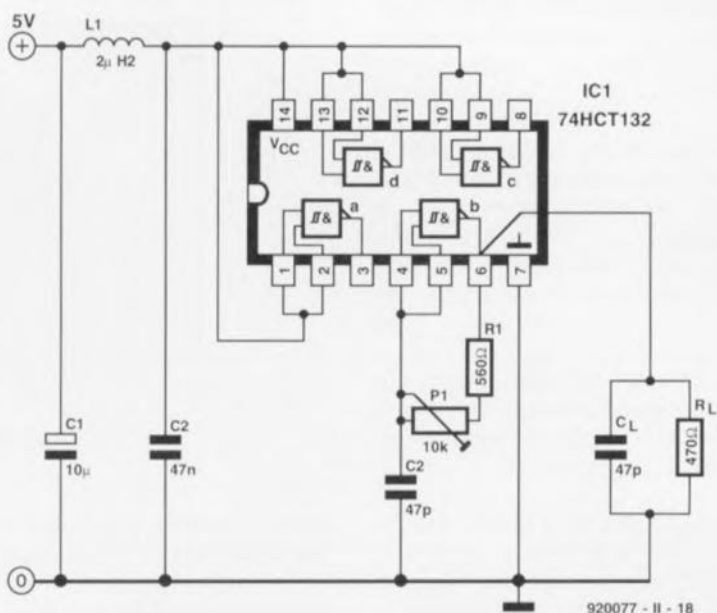 5V
L1
2μ H2
IC1
74HCT132
14 13 12 11 10 9 8
VCC
&
d
&
c
&
a
&
b
1 2 3 4 5 6 7
R1
560Ω
P1
10k
C1
10μ
C2
47n
C2
47p
CL
47p
RL
470Ω
0
920077 - II - 18